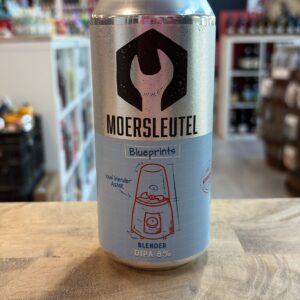 MOERSLEUTEL
Blueprints
BLENDER
DIPA 8%